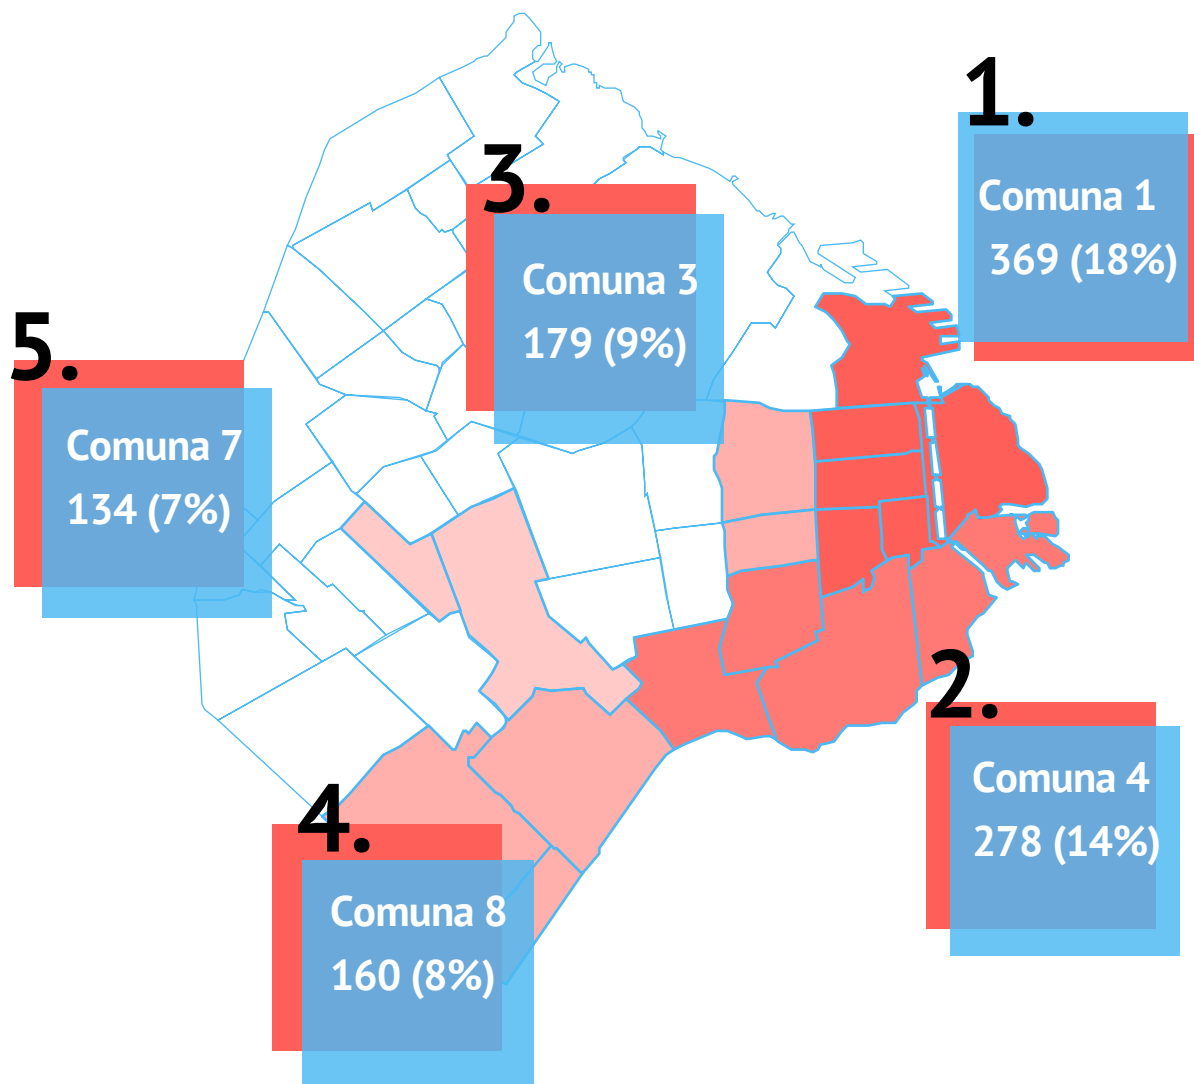 1.
Comuna 1
369 (18%)
2.
Comuna 4
278 (14%)
3.
Comuna 3
179 (9%)
4.
Comuna 8
160 (8%)
5.
Comuna 7
134 (7%)